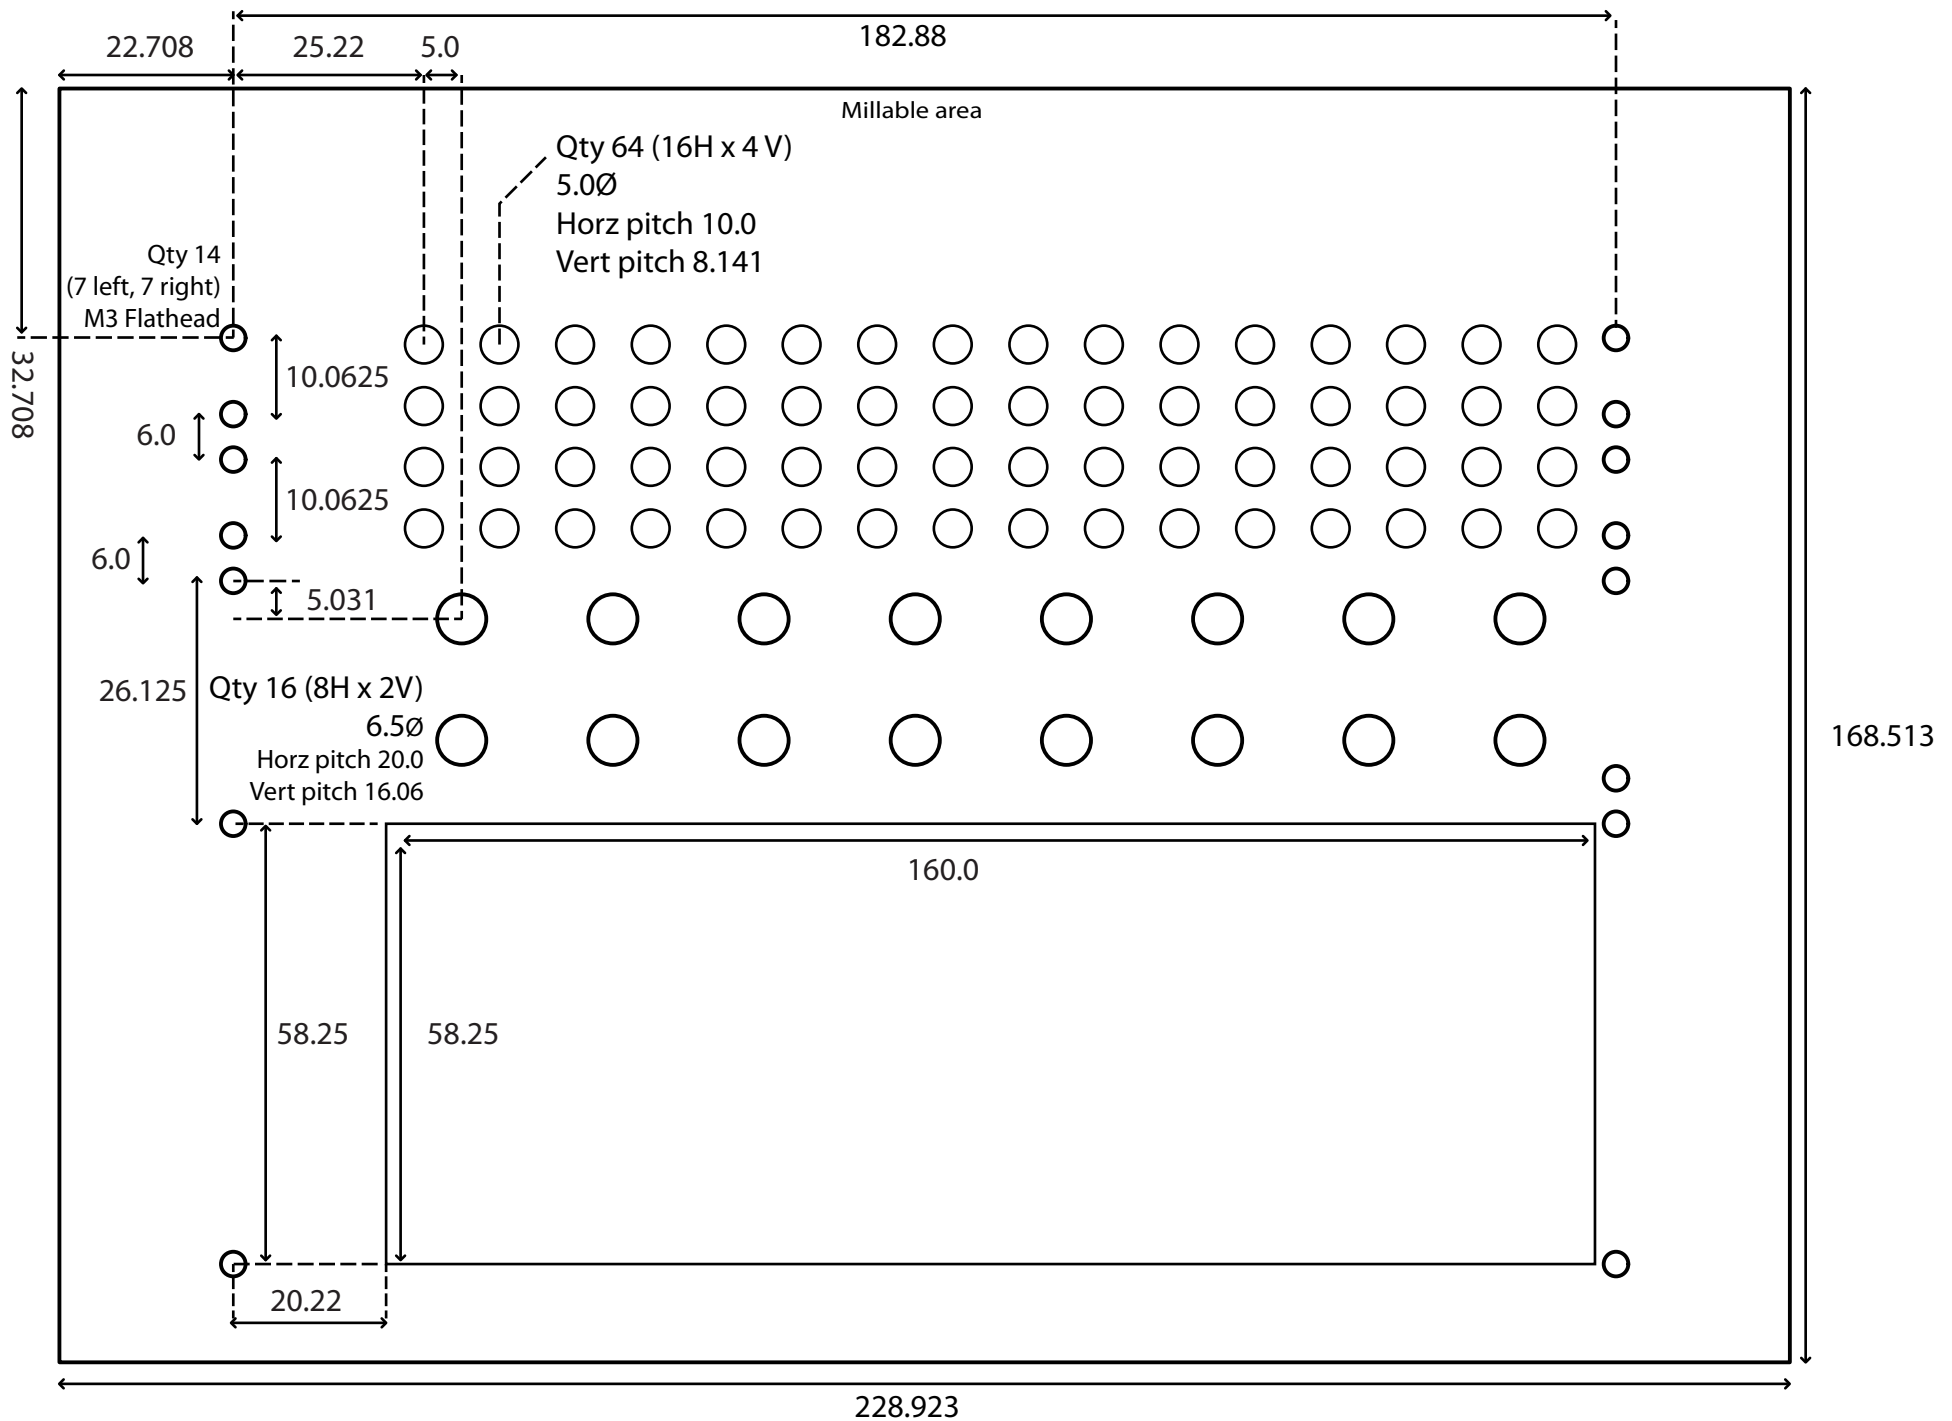 182.88
22.708
25.22
5.0
Millable area
Qty 64 (16H x 4 V)
5.0Ø
Horz pitch 10.0
Vert pitch 8.141
Qty 14
(7 left, 7 right)
M3 Flathead
32.708
10.0625
6.0
10.0625
6.0
5.031
26.125
Qty 16 (8H x 2V)
6.5Ø
Horz pitch 20.0
Vert pitch 16.06
168.513
160.0
58.25
58.25
20.22
228.923